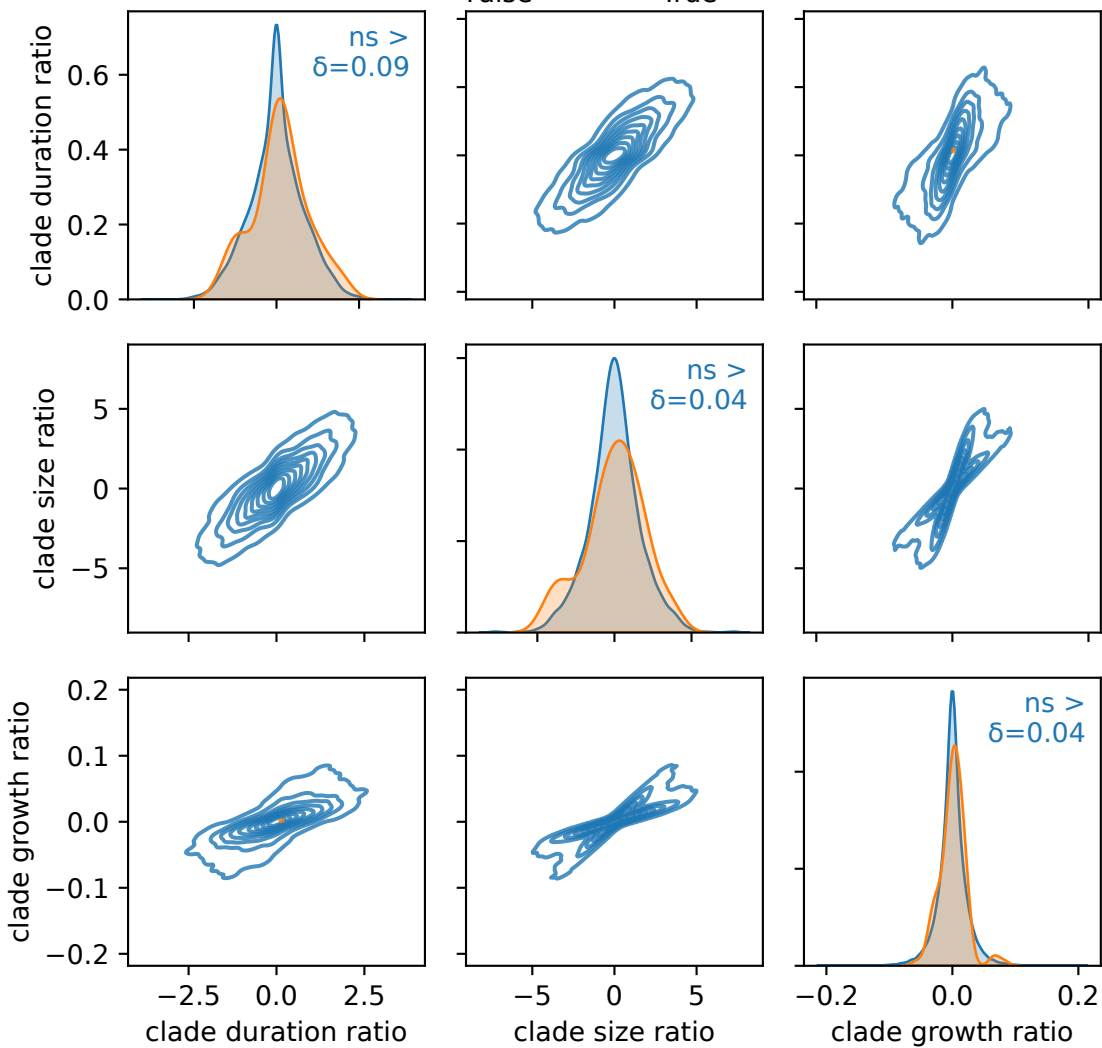 clade duration ratio
0.6
0.4
0.2
0.0
ns >
δ=0.09
clade size ratio
5
0
−5
ns >
δ=0.04
clade growth ratio
0.2
0.1
0.0
−0.1
−0.2
ns >
δ=0.04
−2.5 0.0 2.5
−5 0 5
−0.2 0.0 0.2
clade duration ratio
clade size ratio
clade growth ratio